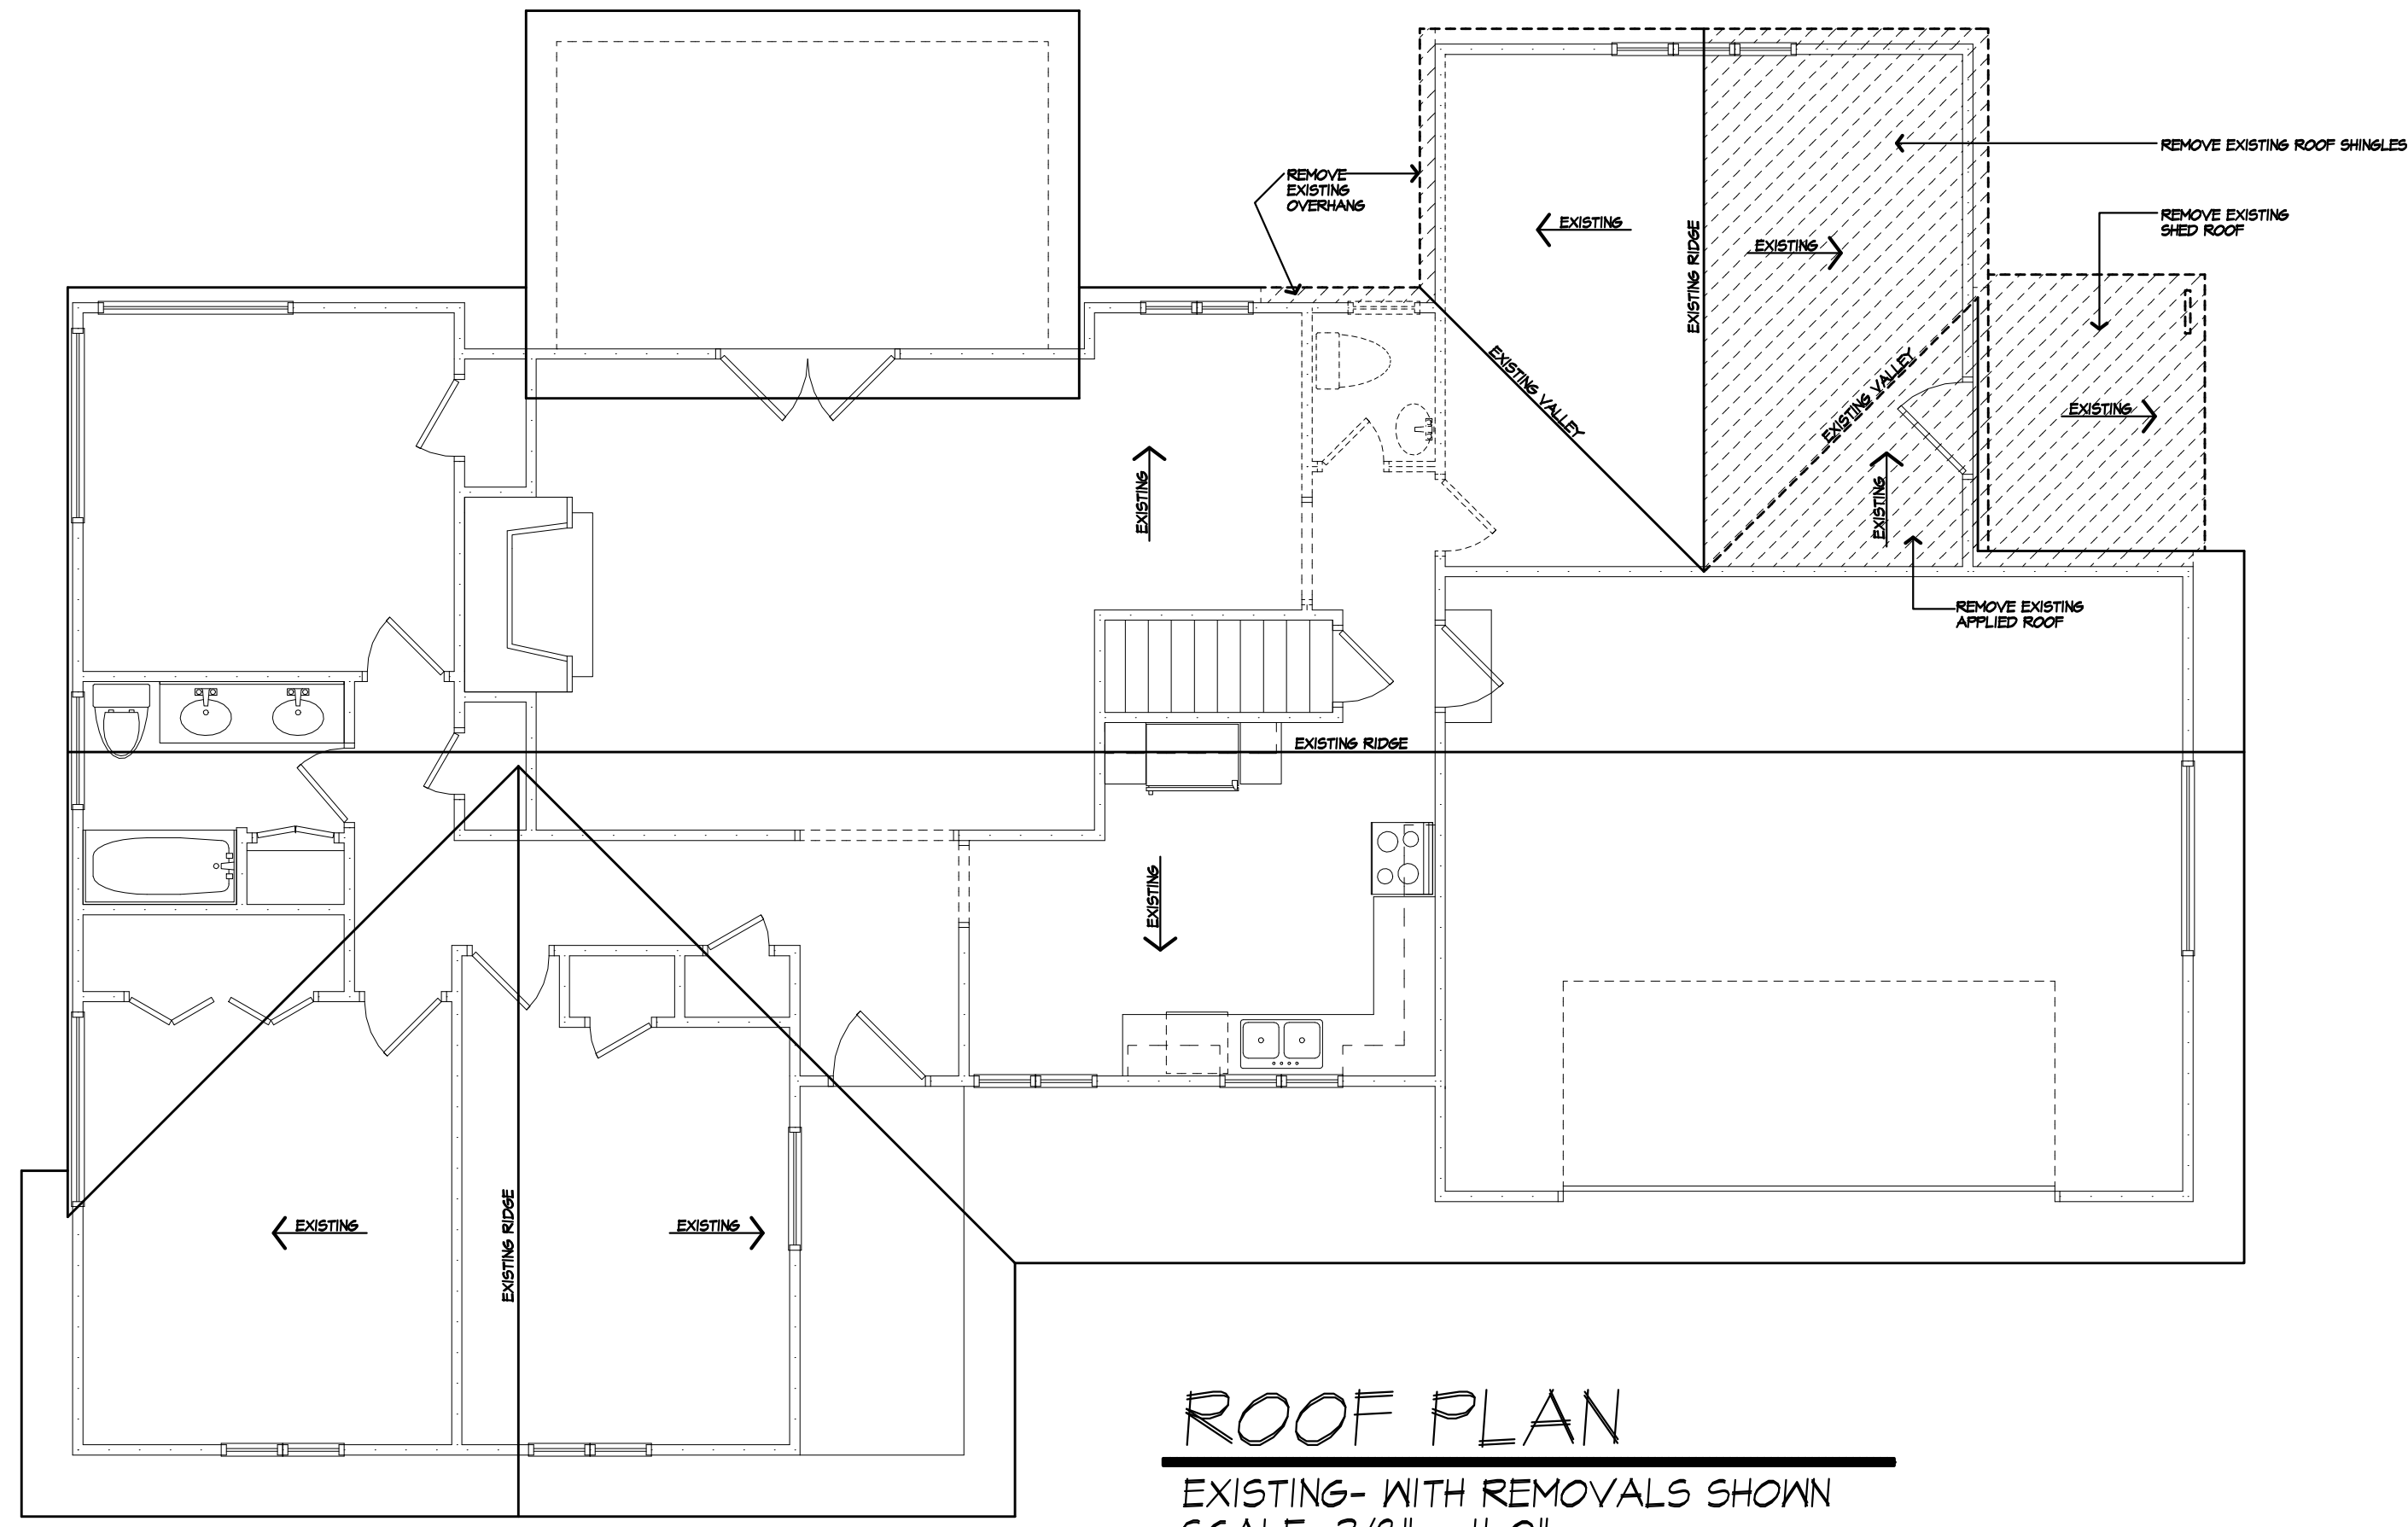 REMOVE EXISTING ROOF SHINGLES
REMOVE
EXISTING
OVERHANG
REMOVE EXISTING
SHED ROOF
EXISTING
EXISTING RIDGE
EXISTING
EXISTING VALLEY
EXISTING VALLEY
EXISTING
EXISTING
EXISTING
REMOVE EXISTING
APPLIED ROOF
EXISTING RIDGE
EXISTING
EXISTING
EXISTING RIDGE
EXISTING
ROOF PLAN
EXISTING- WITH REMOVALS SHOWN